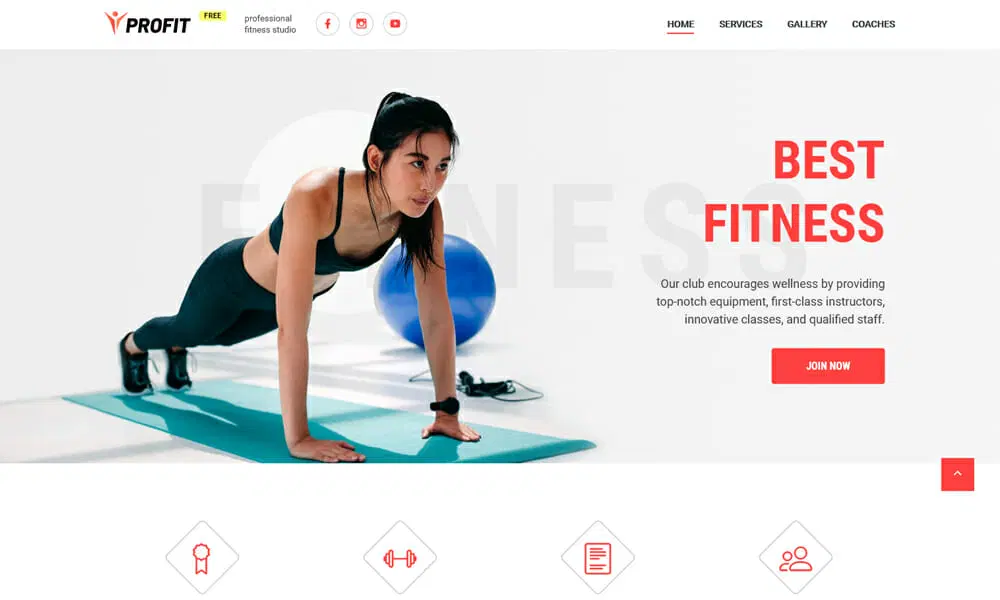 PROFIT
FREE
professional
fitness studio
HOME
SERVICES
GALLERY
COACHES
FITNESS
BEST
FITNESS
Our club encourages wellness by providing
top-notch equipment, first-class instructors,
innovative classes, and qualified staff.
JOIN NOW